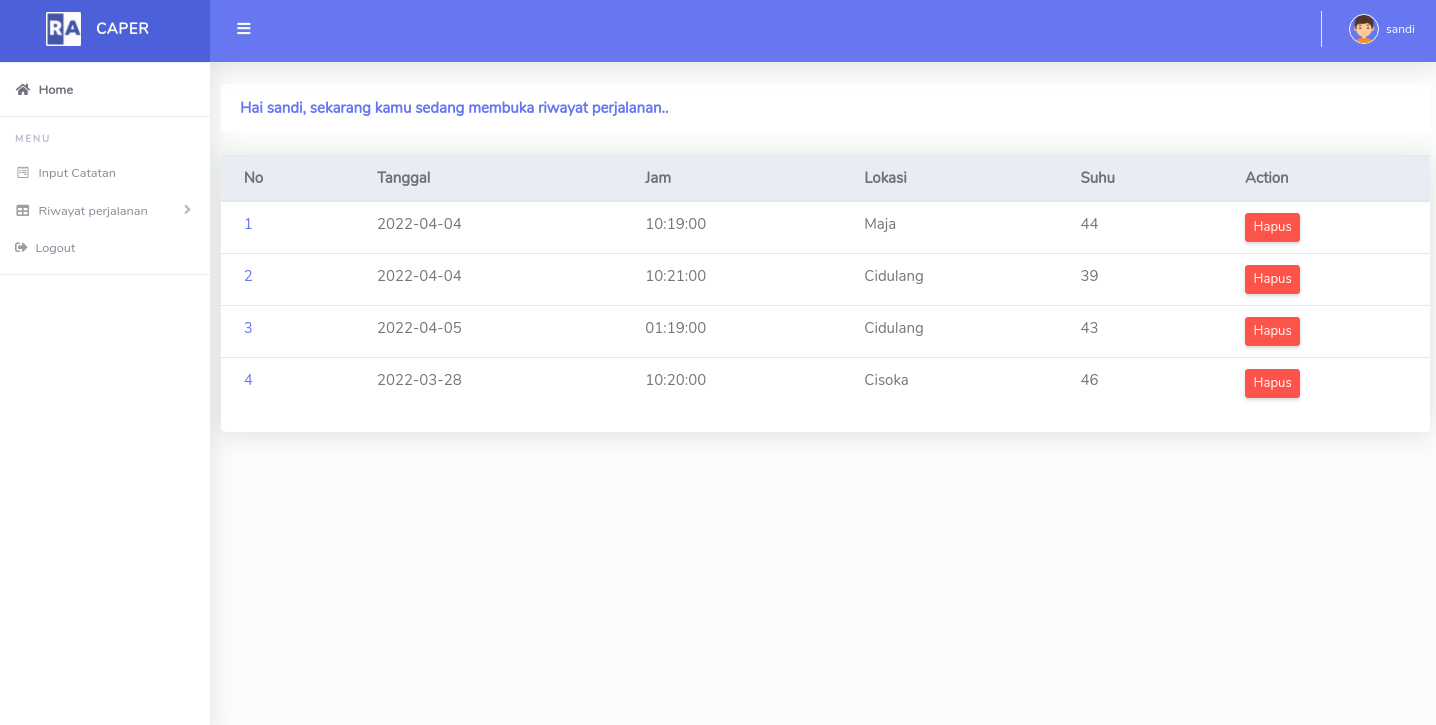 RA CAPER
sandi
Home
MENU
Input Catatan
Riwayat perjalanan
Logout
Hai sandi, sekarang kamu sedang membuka riwayat perjalanan..
No Tanggal Jam Lokasi Suhu Action
1 2022-04-04 10:19:00 Maja 44 Hapus
2 2022-04-04 10:21:00 Cidulang 39 Hapus
3 2022-04-05 01:19:00 Cidulang 43 Hapus
4 2022-03-28 10:20:00 Cisoka 46 Hapus